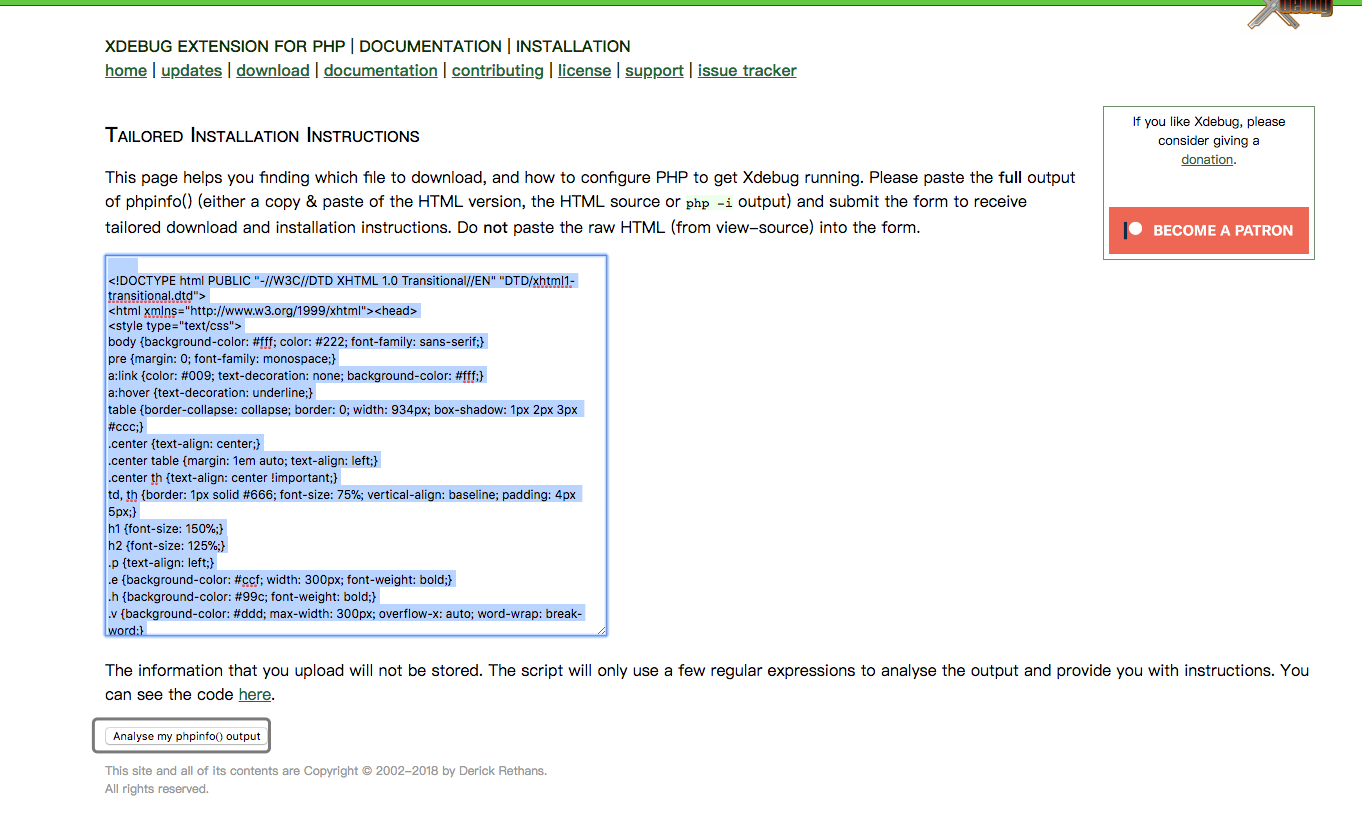 debug
XDEBUG EXTENSION FOR PHP | DOCUMENTATION | INSTALLATION
home | updates | download | documentation | contributing | license | support | issue tracker
TAILORED INSTALLATION INSTRUCTIONS
This page helps you finding which file to download, and how to configure PHP to get Xdebug running. Please paste the full output
of phpinfo() (either a copy & paste of the HTML version, the HTML source or php -i output) and submit the form to receive
tailored download and installation instructions. Do not paste the raw HTML (from view-source) into the form.
If you like Xdebug, please
consider giving a
donation.
BECOME A PATRON
<!DOCTYPE html PUBLIC "-//W3C//DTD XHTML 1.0 Transitional//EN" "DTD/xhtml1-
transitional.dtd">
<html xmlns="http://www.w3.org/1999/xhtml"><head>
<style type="text/css">
body {background-color: #fff; color: #222; font-family: sans-serif;}
pre {margin: 0; font-family: monospace;}
a:link {color: #009; text-decoration: none; background-color: #fff;}
a:hover {text-decoration: underline;}
table {border-collapse: collapse; border: 0; width: 934px; box-shadow: 1px 2px 3px
#ccc;}
.center {text-align: center;}
.center table {margin: 1em auto; text-align: left;}
.center th {text-align: center !important;}
td, th {border: 1px solid #666; font-size: 75%; vertical-align: baseline; padding: 4px
5px;}
h1 {font-size: 150%;}
h2 {font-size: 125%;}
.p {text-align: left;}
.e {background-color: #ccf; width: 300px; font-weight: bold;}
.h {background-color: #99c; font-weight: bold;}
.v {background-color: #ddd; max-width: 300px; overflow-x: auto; word-wrap: break-
word;}
The information that you upload will not be stored. The script will only use a few regular expressions to analyse the output and provide you with instructions. You
can see the code here.
Analyse my phpinfo() output
This site and all of its contents are Copyright © 2002-2018 by Derick Rethans.
All rights reserved.